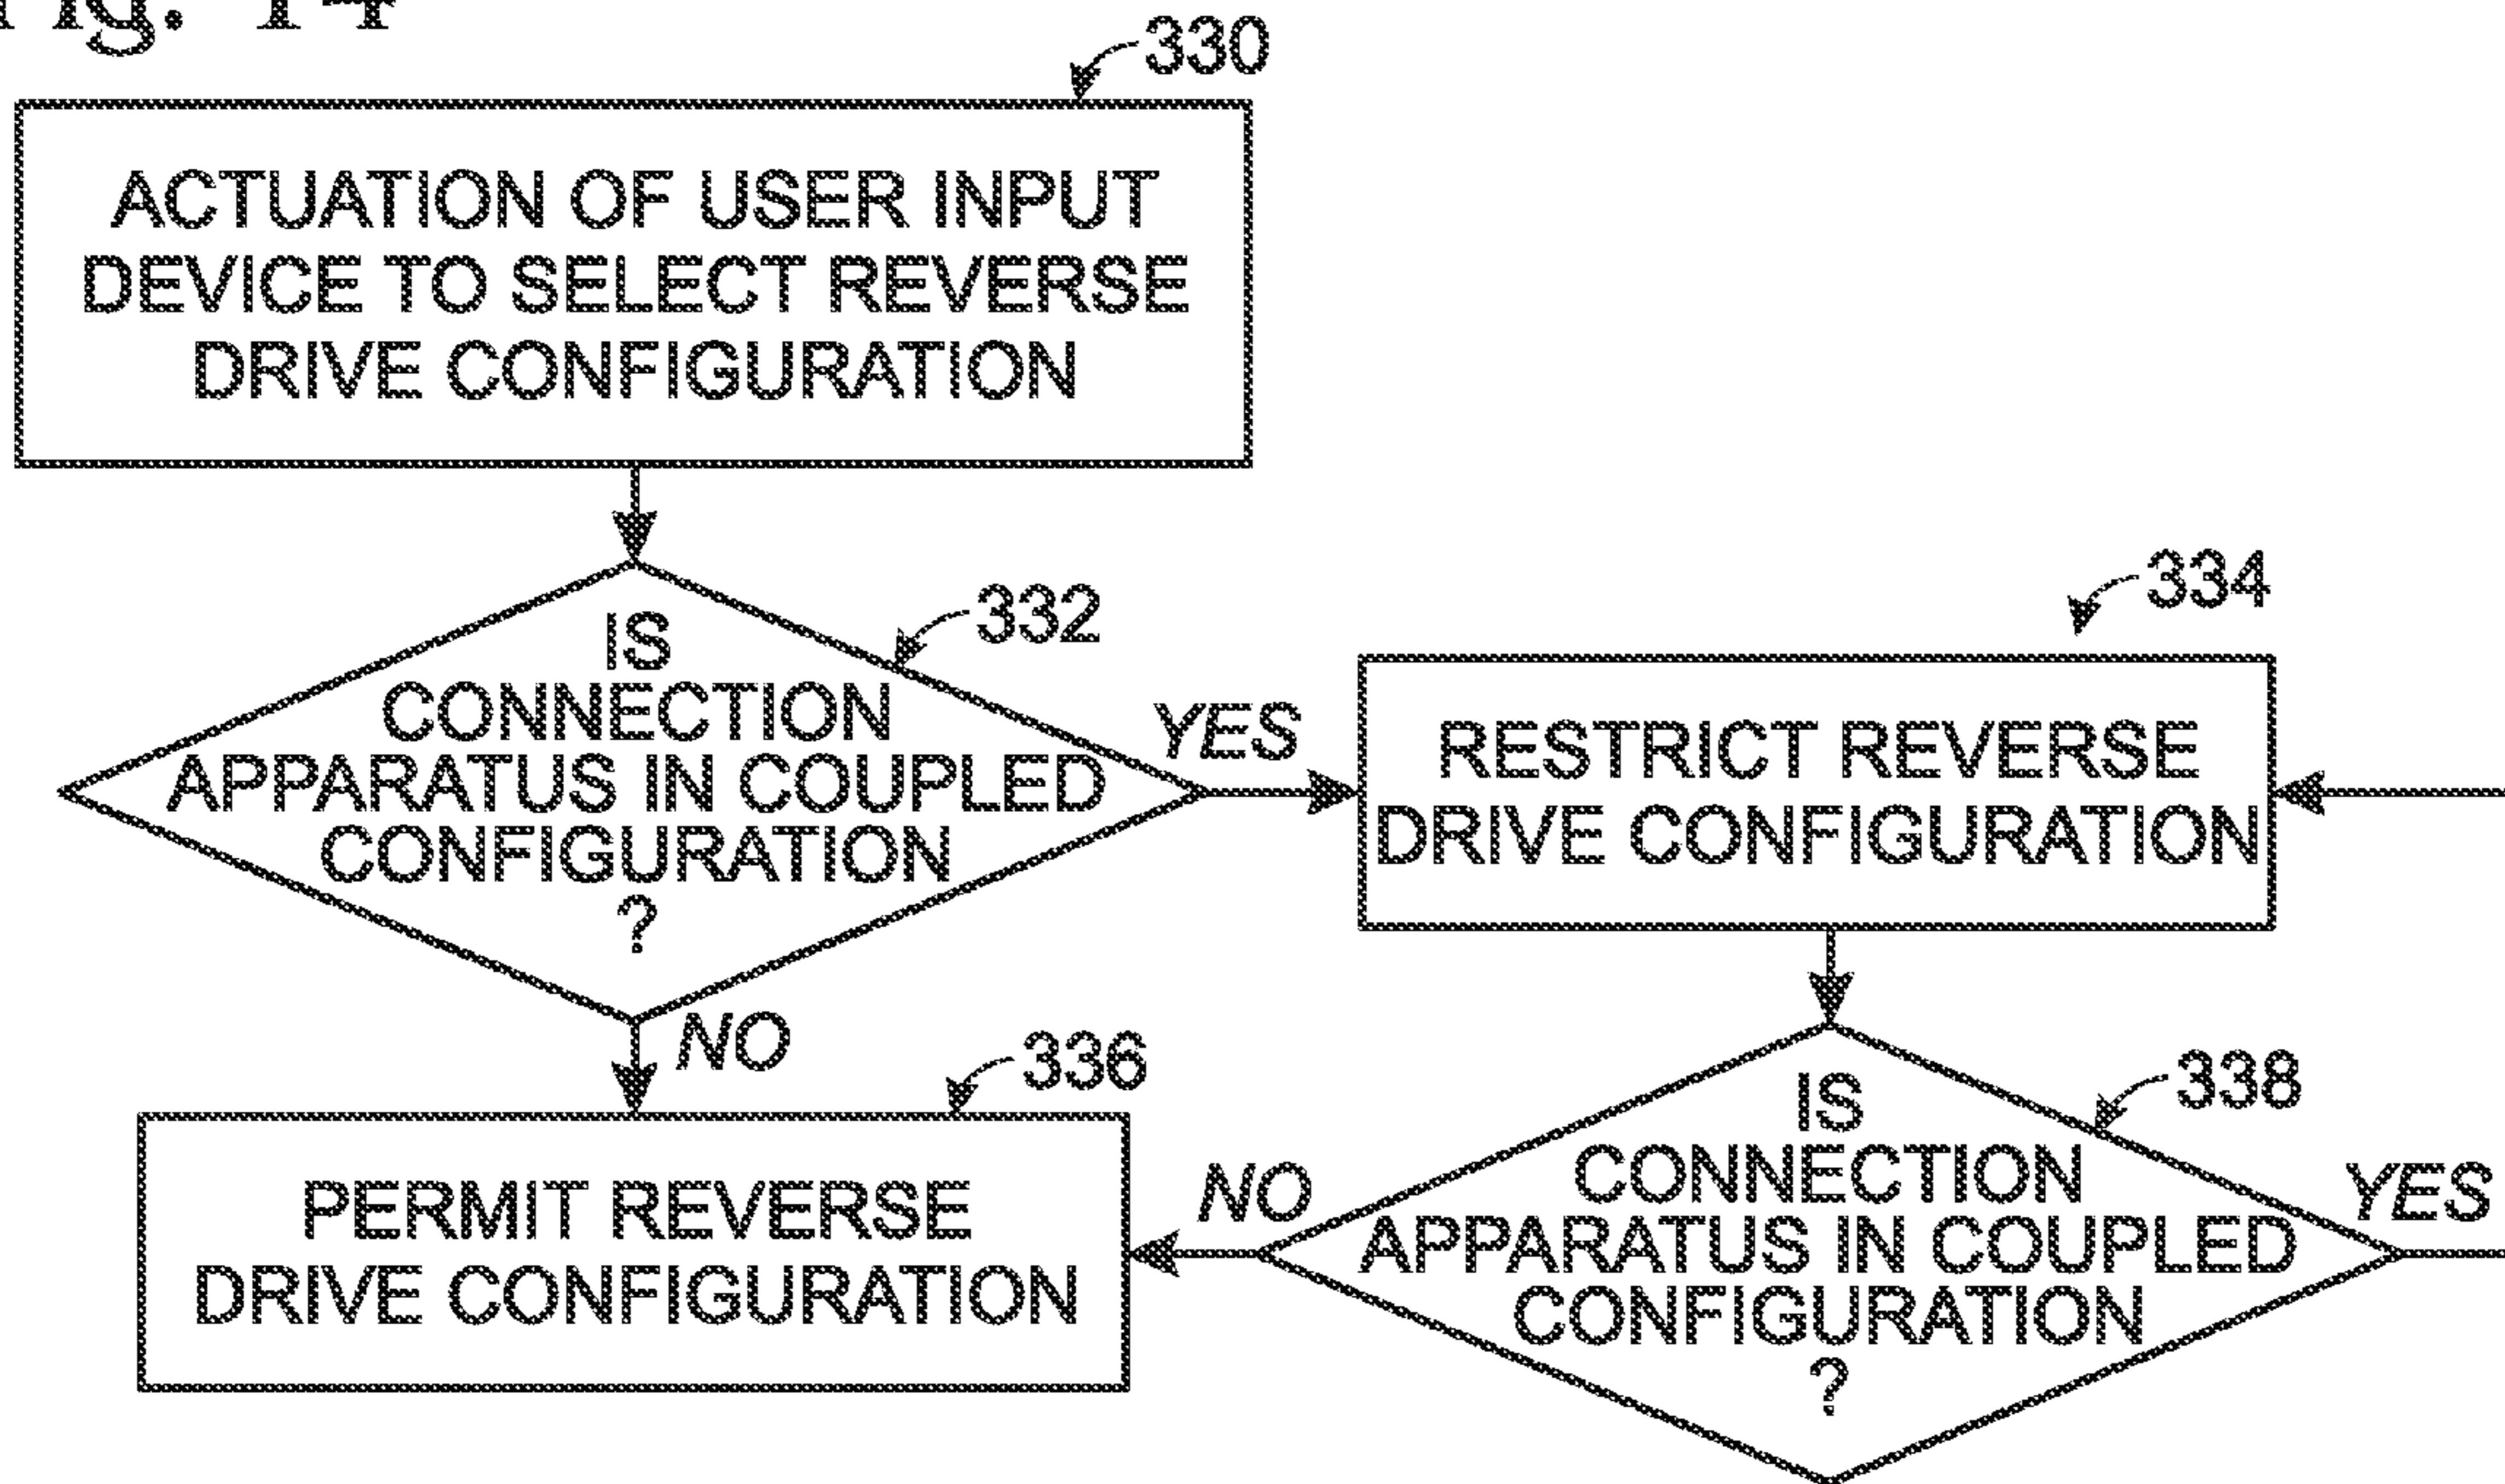 Fig. 14
330
ACTUATION OF USER INPUT
DEVICE TO SELECT REVERSE
DRIVE CONFIGURATION
332
IS
CONNECTION
APPARATUS IN COUPLED
CONFIGURATION
?
YES
334
RESTRICT REVERSE
DRIVE CONFIGURATION
NO
336
PERMIT REVERSE
DRIVE CONFIGURATION
338
IS
CONNECTION
APPARATUS IN COUPLED
CONFIGURATION
?
NO
YES